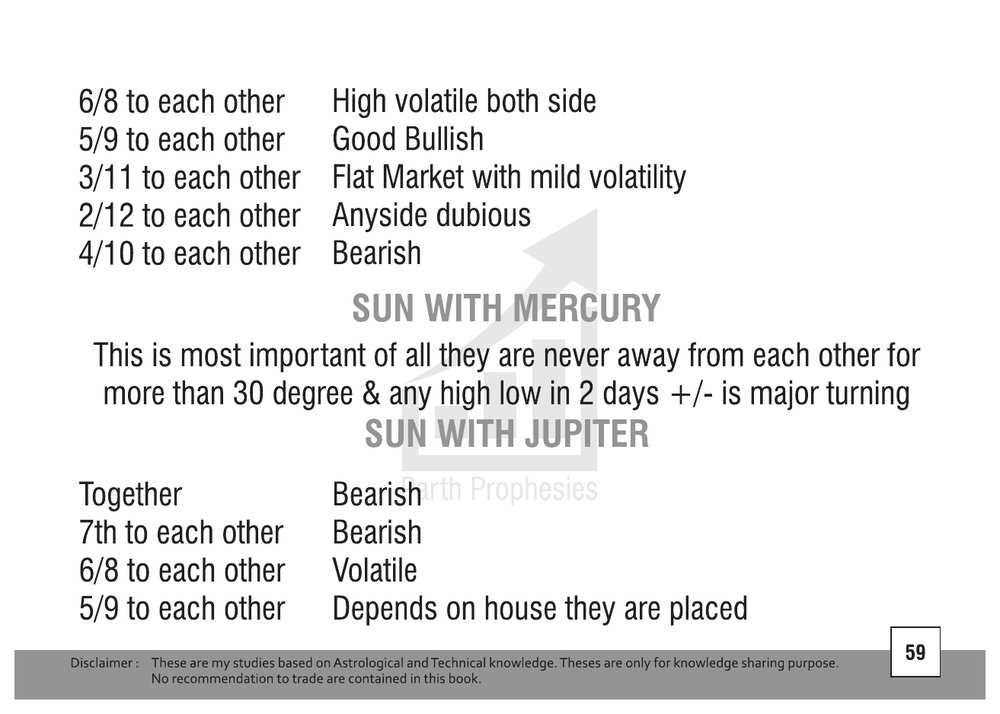 6/8 to each other High volatile both side
5/9 to each other Good Bullish
3/11 to each other Flat Market with mild volatility
2/12 to each other Anyside dubious
4/10 to each other Bearish
SUN WITH MERCURY
This is most important of all they are never away from each other for
more than 30 degree & any high low in 2 days +/- is major turning
SUN WITH JUPITER
Parth Prophesies
Together Bearish
7th to each other Bearish
6/8 to each other Volatile
5/9 to each other Depends on house they are placed
Disclaimer : These are my studies based on Astrological and Technical knowledge. Theses are only for knowledge sharing purpose.
No recommendation to trade are contained in this book.
59